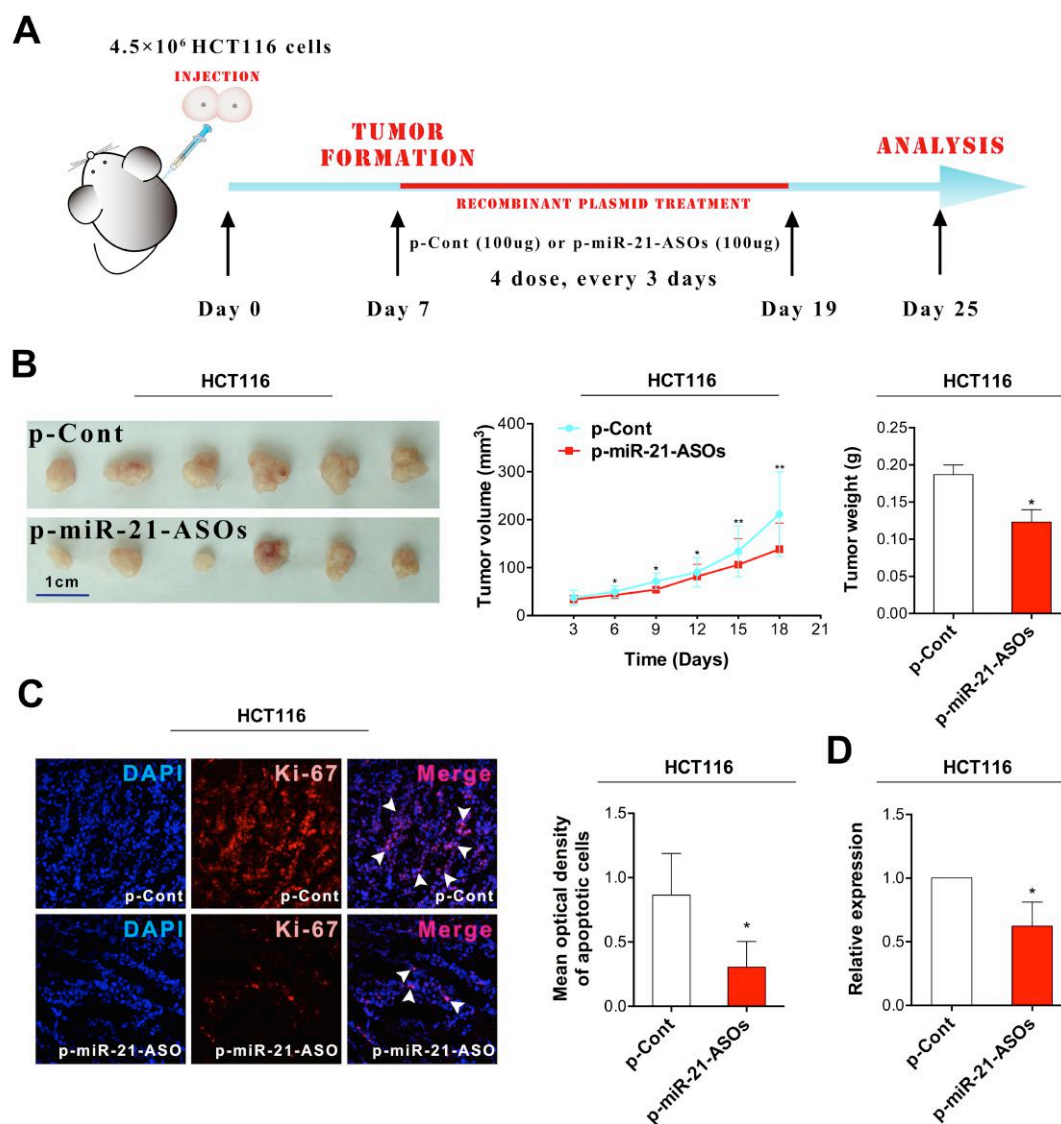 A
4.5×10⁶ HCT116 cells
INJECTION
TUMOR
FORMATION
ANALYSIS
RECOMBINANT PLASMID TREATMENT
p-Cont (100ug) or p-miR-21-ASOs (100ug)
4 dose, every 3 days
Day 0
Day 7
Day 19
Day 25
B
HCT116
p-Cont
p-miR-21-ASOs
1cm
HCT116
Tumor volume (mm³)
400
300
200
100
0
p-Cont
p-miR-21-ASOs
*
*
*
**
**
3 6 9 12 15 18 21
Time (Days)
HCT116
Tumor weight (g)
0.20
0.15
0.10
0.05
0.00
*
p-Cont
p-miR-21-ASOs
C
HCT116
DAPI
p-Cont
Ki-67
p-Cont
Merge
p-Cont
DAPI
p-miR-21-ASO
Ki-67
p-miR-21-ASO
Merge
p-miR-21-ASO
HCT116
Mean optical density
of apoptotic cells
1.5
1.0
0.5
0.0
*
p-Cont
p-miR-21-ASOs
D
HCT116
Relative expression
1.5
1.0
0.5
0.0
*
p-Cont
p-miR-21-ASOs